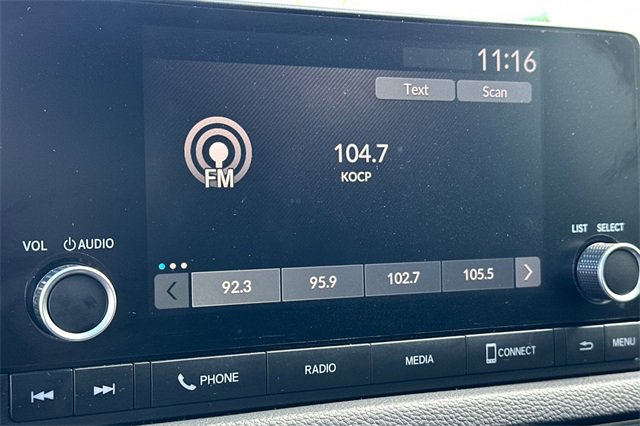 11:16
Text Scan
104.7
KOCP
FM
VOL AUDIO
LIST SELECT
92.3 95.9 102.7 105.5
PHONE RADIO MEDIA CONNECT MENU